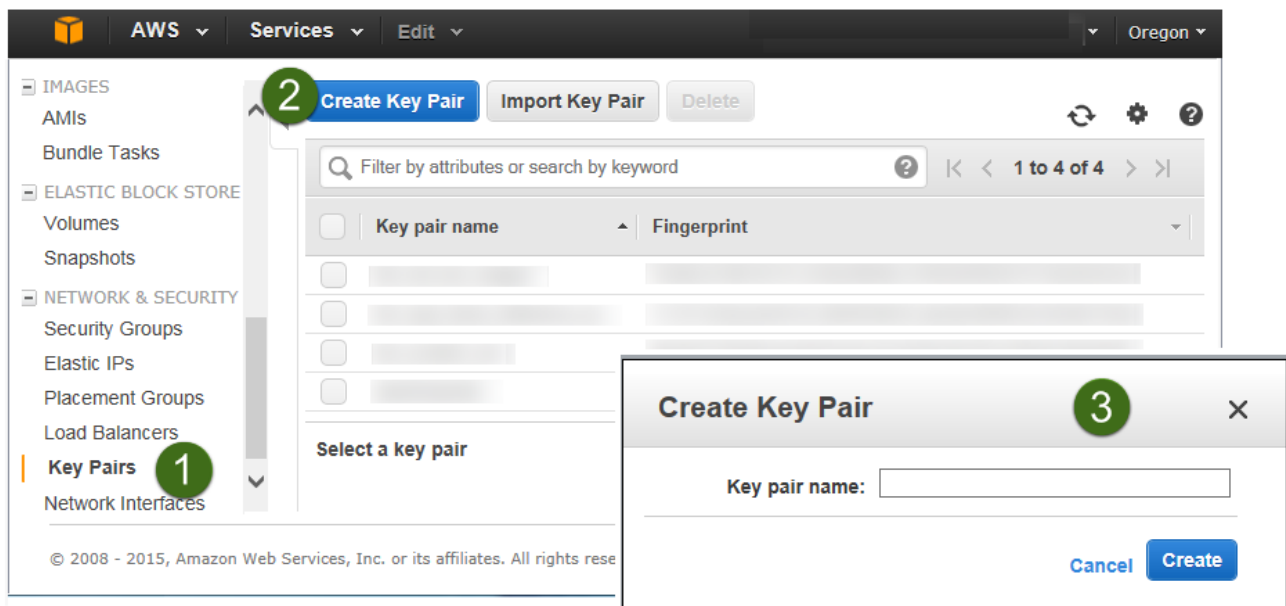 AWS Services Edit Oregon
IMAGES
AMIs
Bundle Tasks
ELASTIC BLOCK STORE
Volumes
Snapshots
NETWORK & SECURITY
Security Groups
Elastic IPs
Placement Groups
Load Balancers
Key Pairs
1
Network Interfaces
2
Create Key Pair Import Key Pair Delete
Filter by attributes or search by keyword
1 to 4 of 4
Key pair name Fingerprint
Select a key pair
Create Key Pair
3
Key pair name:
Cancel Create
© 2008 - 2015, Amazon Web Services, Inc. or its affiliates. All rights rese